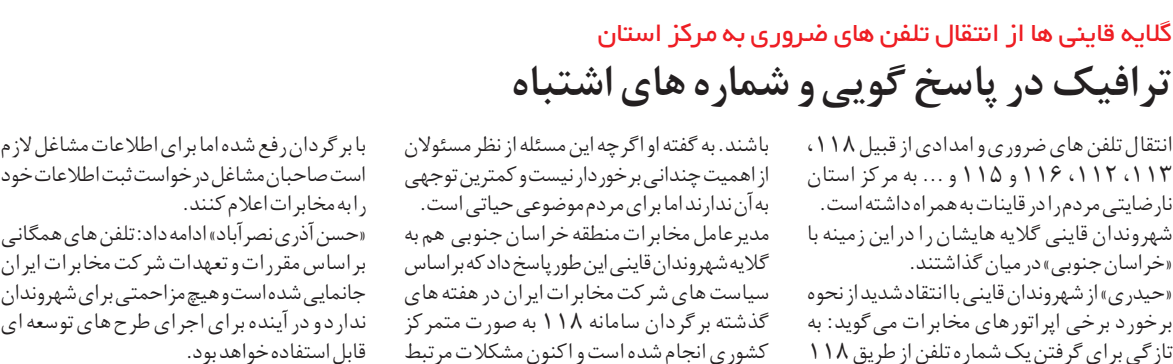 گلایه قاینی ها از انتقال تلفن های ضروری به مرکز استان
ترافیک در پاسخ گویی و شماره های اشتباه
انتقال تلفن های ضروری و امدادی از قبیل ۱۱۸،
۱۱۳، ۱۱۲، ۱۱۶ و ۱۱۵ و ... به مرکز استان
نارضایتی مردم را در قاینات به همراه داشته است.
شهروندان قاینی گلایه هایشان را در این زمینه با
«خراسان جنوبی» در میان گذاشتند.
«حیدری» از شهروندان قاینی با انتقاد شدید از نحوه
برخورد برخی اپراتورهای مخابرات می گوید: به
تازگی برای گرفتن یک شماره تلفن از طریق ۱۱۸
باشند. به گفته او اگرچه این مسئله از نظر مسئولان
از اهمیت چندانی برخوردار نیست و کمترین توجهی
به آن ندارند اما برای مردم موضوعی حیاتی است.
مدیرعامل مخابرات منطقه خراسان جنوبی هم به
گلایه شهروندان قاینی این طور پاسخ داد که براساس
سیاست های شرکت مخابرات ایران در هفته های
گذشته برگردان سامانه ۱۱۸ به صورت متمرکز
کشوری انجام شده است و اکنون مشکلات مرتبط
با برگردان رفع شده اما برای اطلاعات مشاغل لازم
است صاحبان مشاغل درخواست ثبت اطلاعات خود
را به مخابرات اعلام کنند.
«حسن آذری نصرآباد» ادامه داد: تلفن های همگانی
براساس مقررات و تعهدات شرکت مخابرات ایران
جانمایی شده است و هیچ مزاحمتی برای شهروندان
ندارد و در آینده برای اجرای طرح های توسعه ای
قابل استفاده خواهد بود.